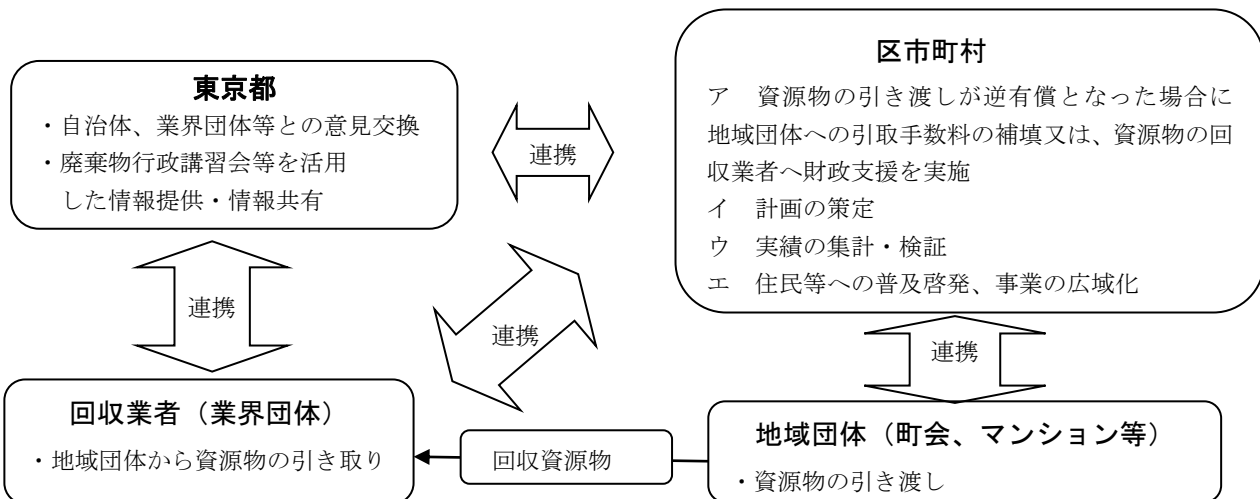 東京都
・自治体、業界団体等との意見交換
・廃棄物行政講習会等を活用
した情報提供・情報共有
連携
区市町村
ア 資源物の引き渡しが逆有償となった場合に
地域団体への引取手数料の補填又は、資源物の回
収業者へ財政支援を実施
イ 計画の策定
ウ 実績の集計・検証
エ 住民等への普及啓発、事業の広域化
連携
連携
連携
回収業者（業界団体）
・地域団体から資源物の引き取り
回収資源物
地域団体（町会、マンション等）
・資源物の引き渡し